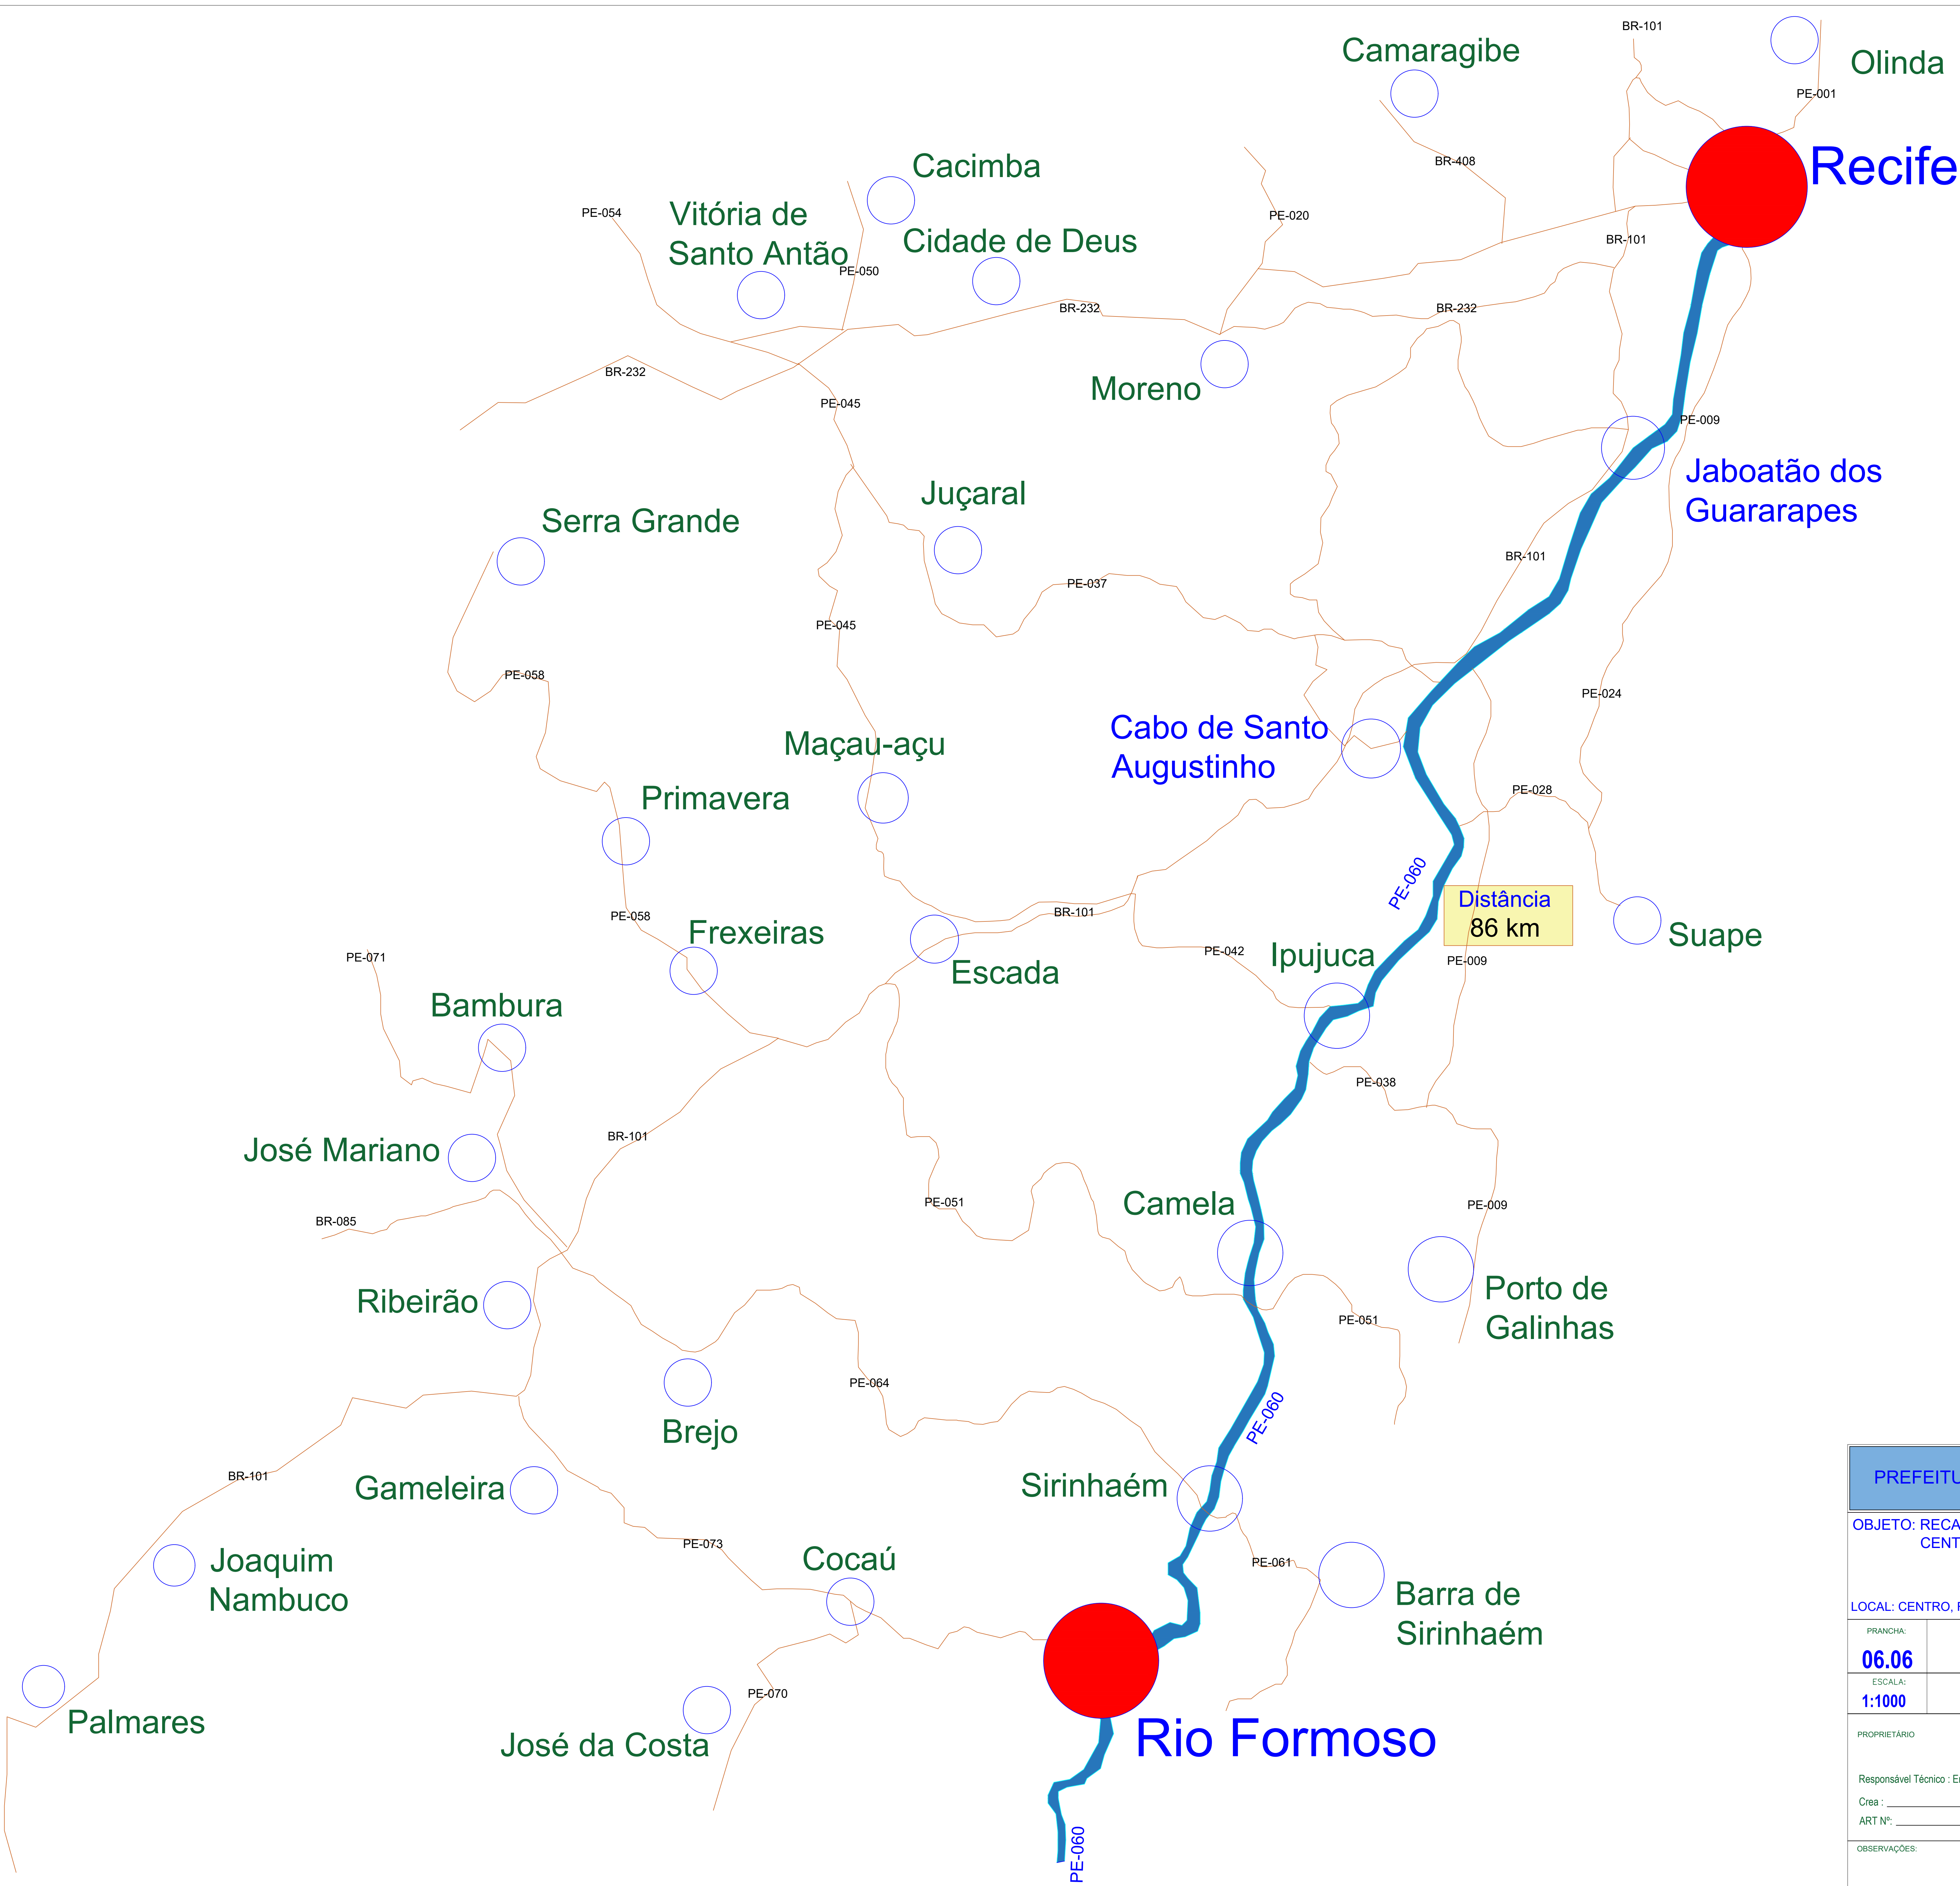 BR-101
Olinda
Camaragibe
PE-001
Recife
BR-408
Cacimba
Vitória de
Santo Antão
PE-054
PE-020
Cidade de Deus
BR-101
PE-050
BR-232
BR-232
BR-232
Moreno
PE-045
PE-009
Jaboatão dos
Guararapes
Juçaral
Serra Grande
BR-101
PE-037
PE-045
PE-058
PE-024
Cabo de Santo
Augustinho
Maçau-açu
Primavera
PE-028
PE-060
Distância
86 km
PE-058
BR-101
Frexeiras
Suape
PE-071
PE-042
Ipujuca
PE-009
Escada
Bambura
PE-038
BR-101
José Mariano
PE-051
Camela
PE-009
BR-085
Ribeirão
Porto de
Galinhas
PE-051
PE-064
PE-060
Brejo
BR-101
Gameleira
Sirinhaém
PE-073
Cocaú
PE-061
Joaquim
Nambuco
Barra de
Sirinhaém
PE-070
Palmares
José da Costa
Rio Formoso
PE-060
PREFEITU
OBJETO: RECA
CENT
LOCAL: CENTRO,
PRANCHA:
06.06
ESCALA:
1:1000
PROPRIETÁRIO
Responsável Técnico :
Crea :
ART Nº:
OBSERVAÇÕES: